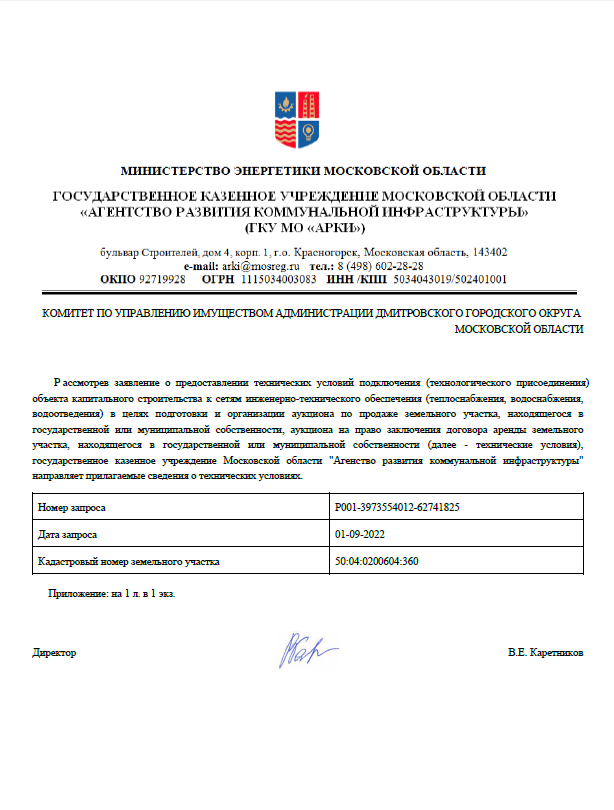 МИНИСТЕРСТВО ЭНЕРГЕТИКИ МОСКОВСКОЙ ОБЛАСТИ
ГОСУДАРСТВЕННОЕ КАЗЕННОЕ УЧРЕЖДЕНИЕ МОСКОВСКОЙ ОБЛАСТИ
«АГЕНТСТВО РАЗВИТИЯ КОММУНАЛЬНОЙ ИНФРАСТРУКТУРЫ»
(ГКУ МО «АРКИ»)
бульвар Строителей, дом 4, корп. 1, г.о. Красногорск, Московская область, 143402
e-mail: arki@mosreg.ru тел.: 8 (498) 602-28-28
ОКПО 92719928 ОГРН 1115034003083 ИНН /КПП 5034043019/502401001
КОМИТЕТ ПО УПРАВЛЕНИЮ ИМУЩЕСТВОМ АДМИНИСТРАЦИИ ДМИТРОВСКОГО ГОРОДСКОГО ОКРУГА
МОСКОВСКОЙ ОБЛАСТИ
Рассмотрев заявление о предоставлении технических условий подключения (технологического присоединения)
объекта капитального строительства к сетям инженерно-технического обеспечения (теплоснабжения, водоснабжения,
водоотведения) в целях подготовки и организации аукциона по продаже земельного участка, находящегося в
государственной или муниципальной собственности, аукциона на право заключения договора аренды земельного
участка, находящегося в государственной или муниципальной собственности (далее - технические условия),
государственное казенное учреждение Московской области "Агенство развития коммунальной инфраструктуры"
направляет прилагаемые сведения о технических условиях.
Номер запроса P001-3973554012-62741825
Дата запроса 01-09-2022
Кадастровый номер земельного участка 50:04:0200604:360
Приложение: на 1 л. в 1 экз.
Директор В.Е. Каретников